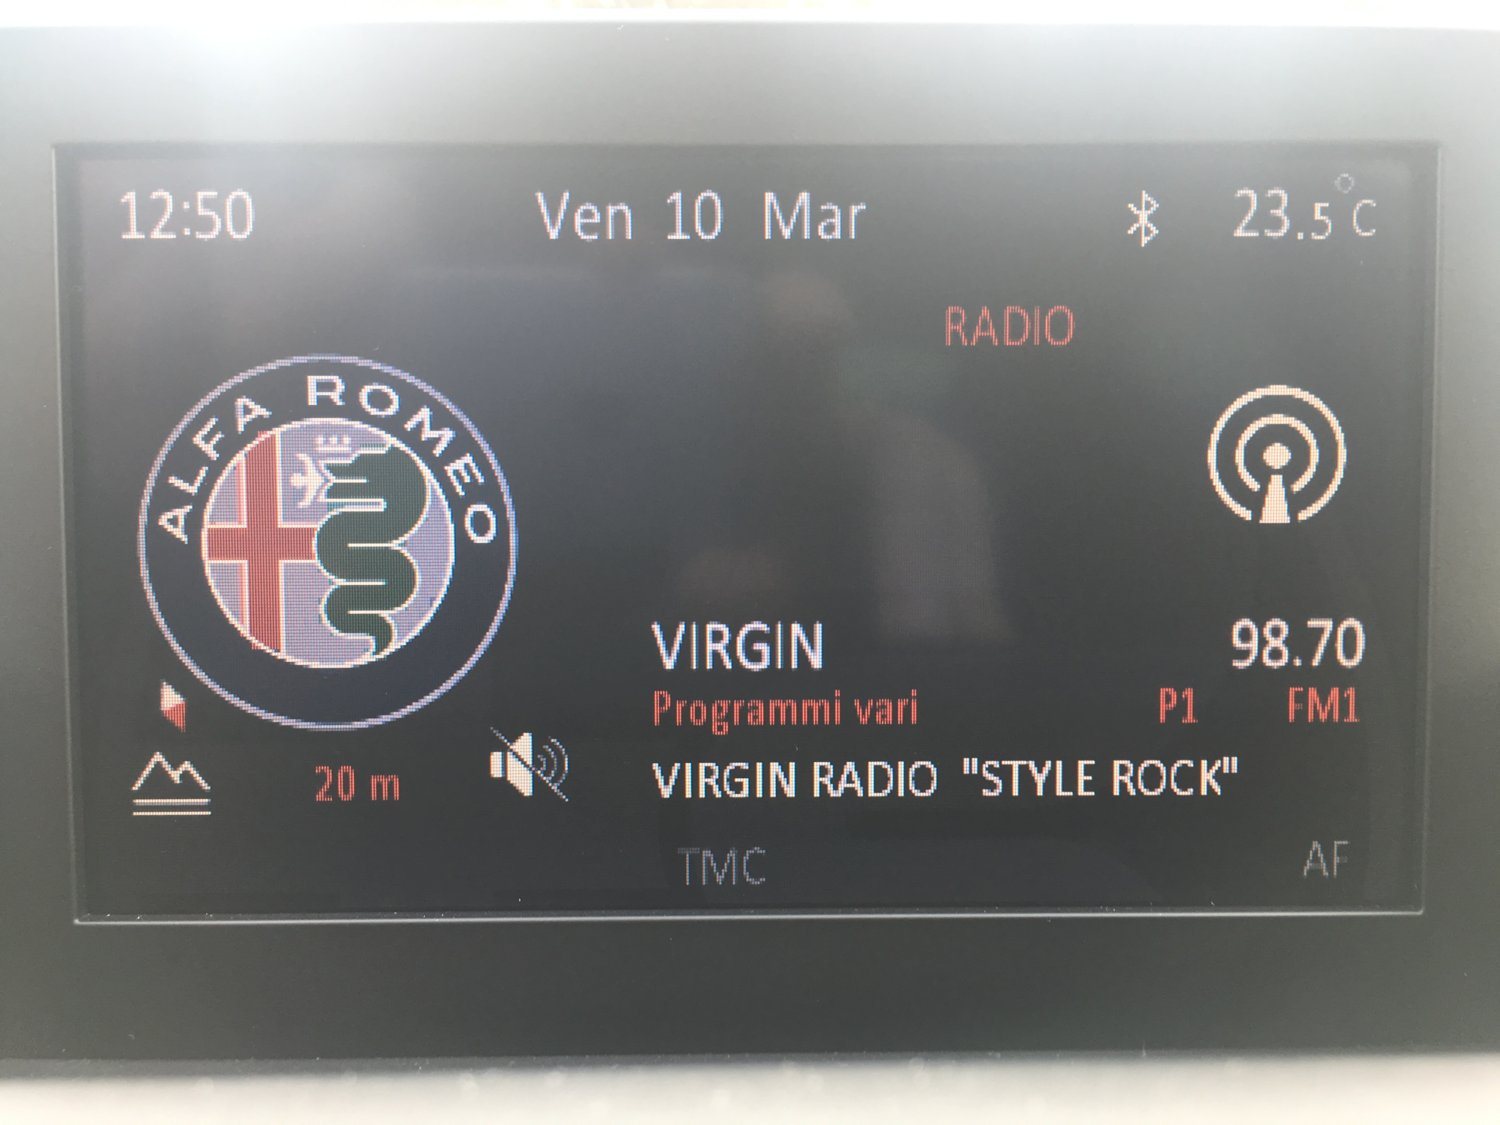 12:50 Ven 10 Mar 23.5°C
RADIO
ALFA ROMEO
VIRGIN 98.70
Programmi vari P1 FM1
20 m VIRGIN RADIO "STYLE ROCK"
TMC AF